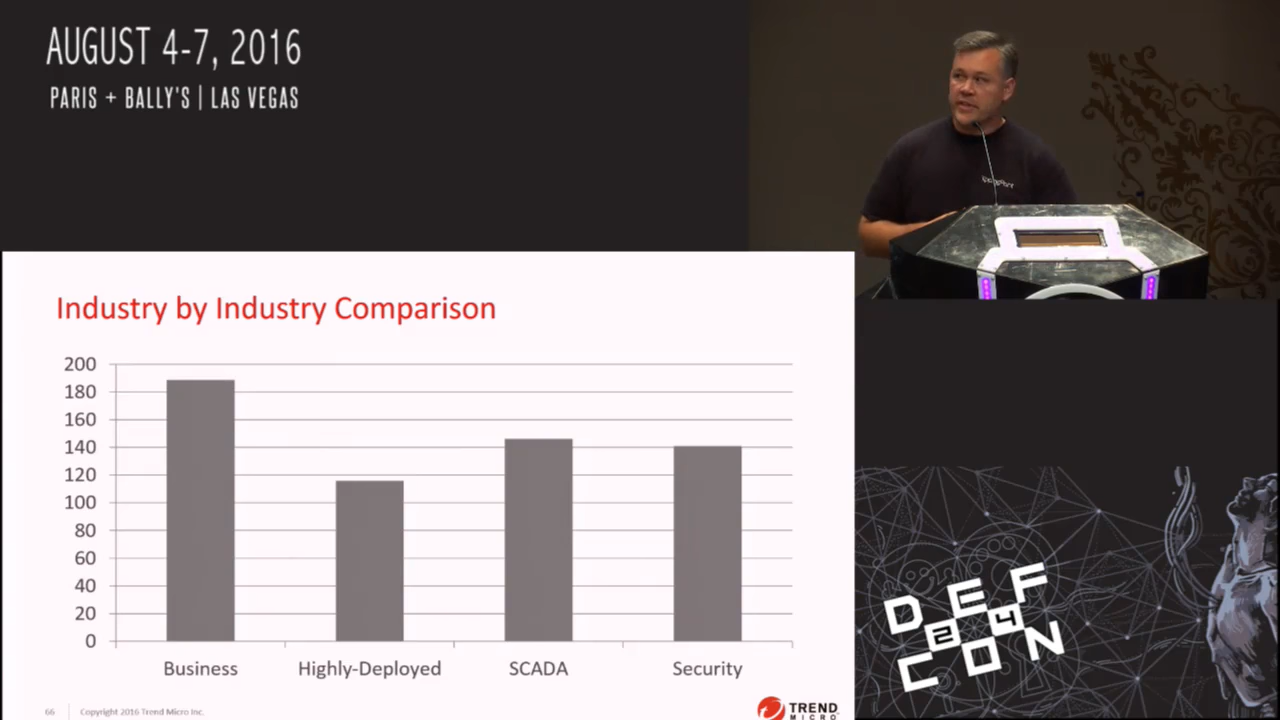 AUGUST 4-7, 2016
PARIS + BALLY'S | LAS VEGAS
Industry by Industry Comparison
200
180
160
140
120
100
80
60
40
20
0
Business Highly-Deployed SCADA Security
66 Copyright 2016 Trend Micro Inc.
TREND
MICRO
DEF
24
CON